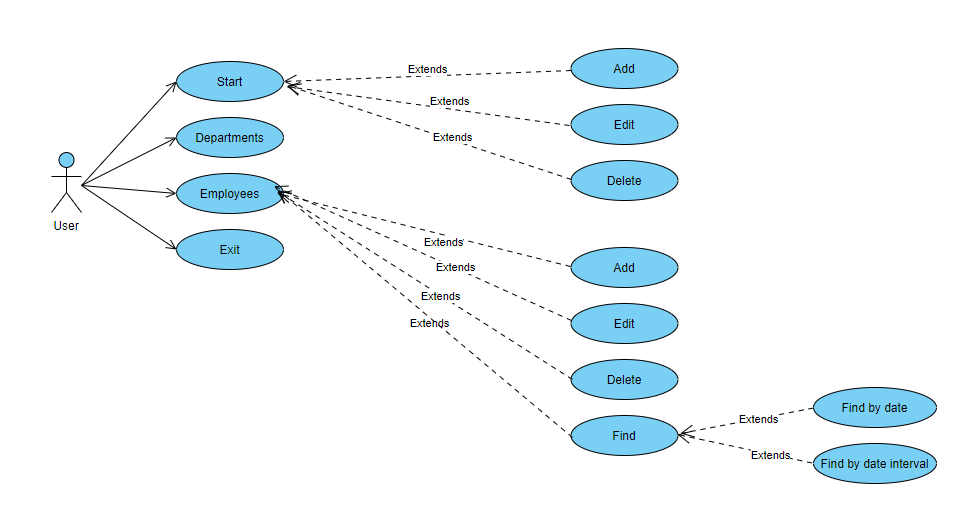 Add
Extends
Start
Extends
Edit
Extends
Departments
Delete
Employees
User
Extends
Exit
Extends
Add
Extends
Extends
Edit
Delete
Find by date
Extends
Find
Extends
Find by date interval